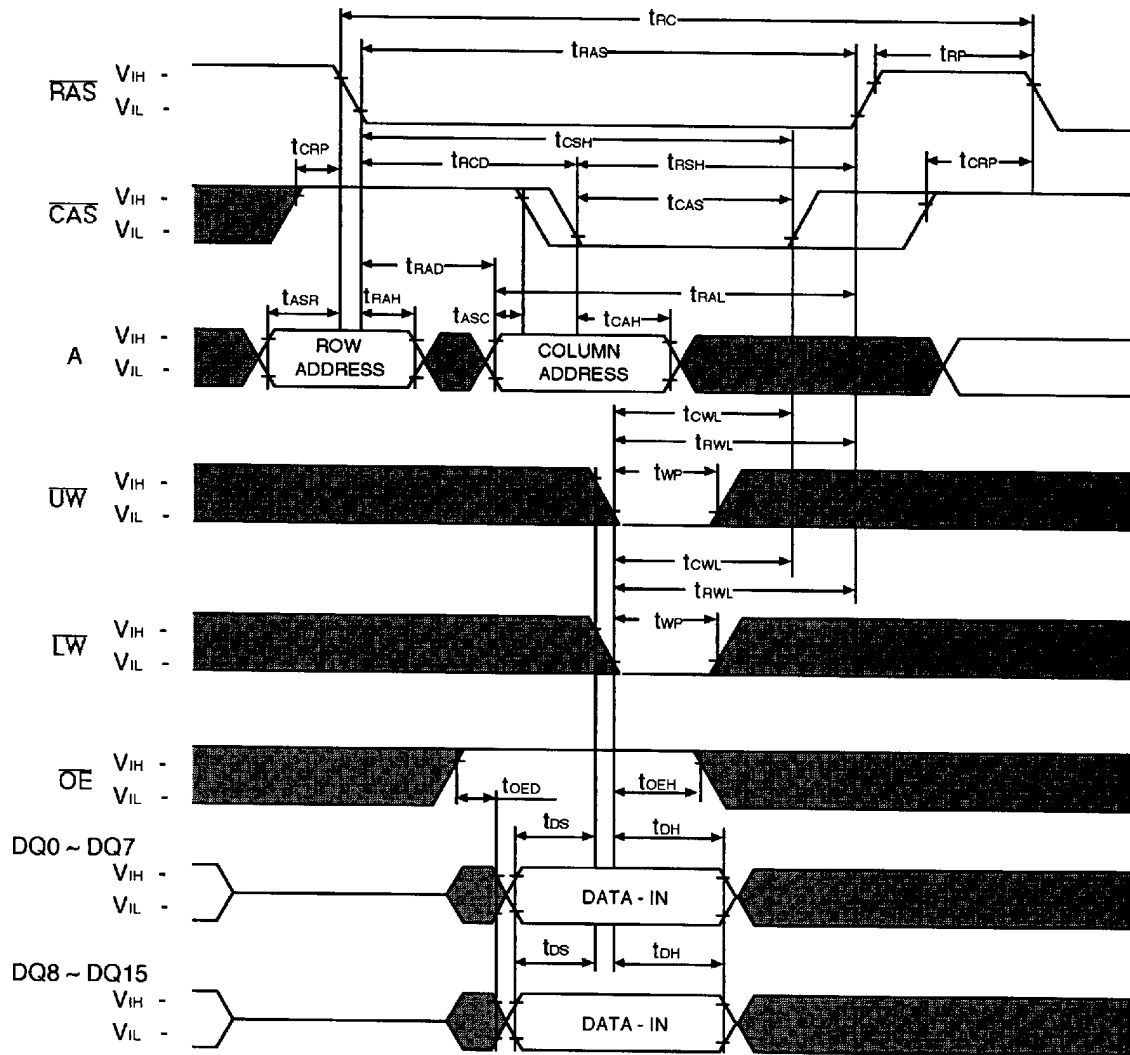 tRC
tRAS
tRP
RAS
VIH -
VIL -
tCRP
tCSH
tRCD
tRSH
tCRP
CAS
VIH -
VIL -
tCAS
tRAD
tRAL
tASR
tRAH
tASC
tCAH
A
VIH -
VIL -
ROW
ADDRESS
COLUMN
ADDRESS
tCWL
tRWL
UW
VIH -
VIL -
tWP
tCWL
tRWL
LW
VIH -
VIL -
tWP
OE
VIH -
VIL -
tOED
tOEH
DQ0 ~ DQ7
tDS
tDH
VIH -
VIL -
DATA - IN
DQ8 ~ DQ15
tDS
tDH
VIH -
VIL -
DATA - IN